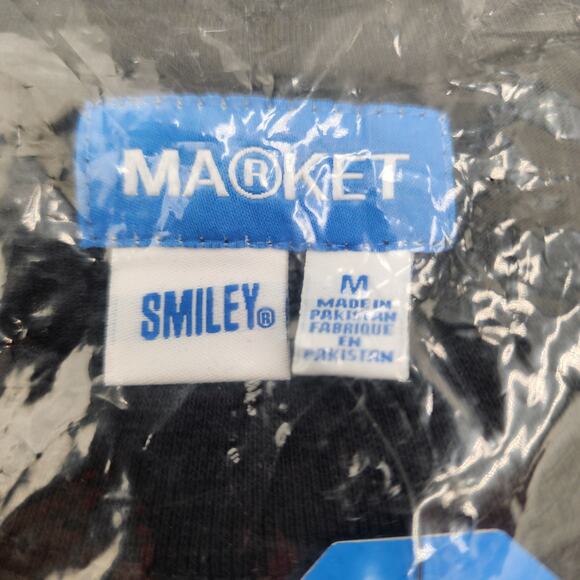 MA®KET
SMILEY®
M
MADE IN
PAKISTAN
FABRIQUE
EN
PAKISTAN